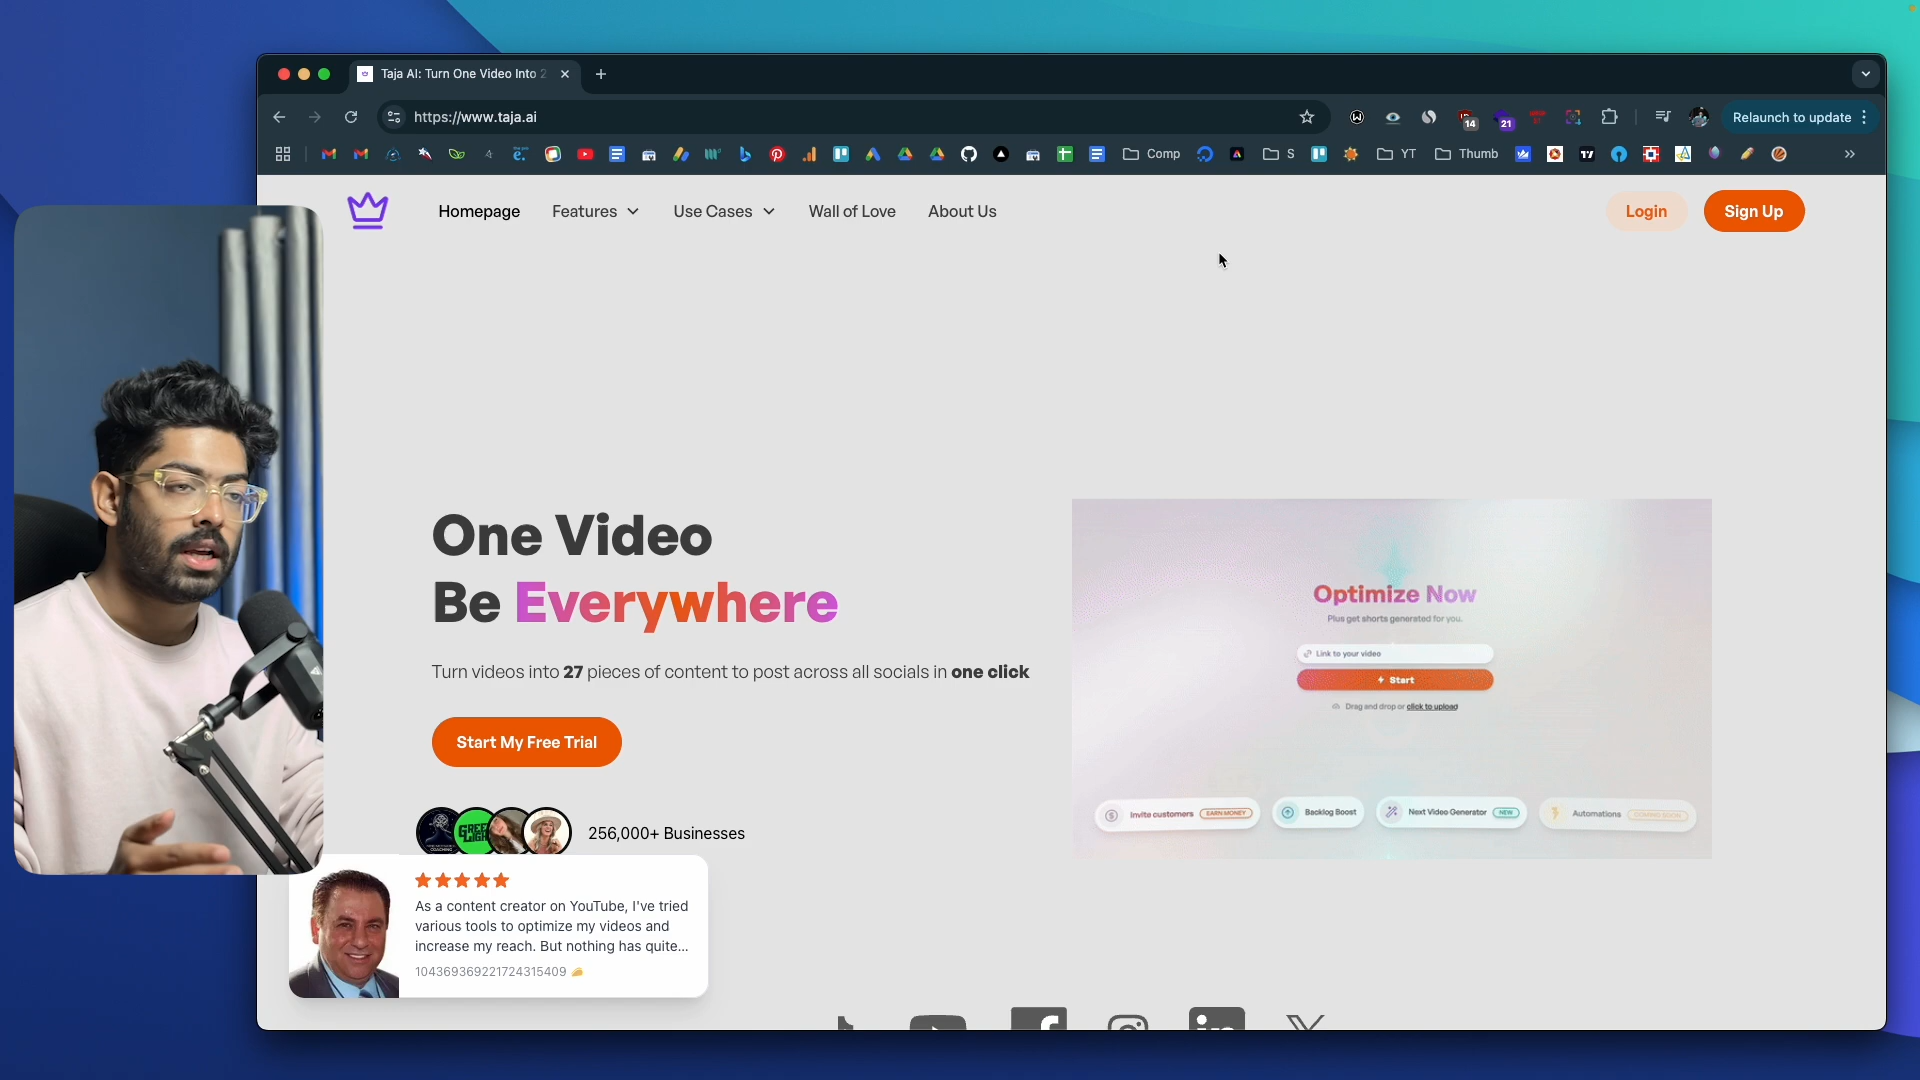 Taja AI: Turn One Video Into 2
https://www.taja.ai
14
21
Relaunch to update
Comp
S
YT
Thumb
Homepage
Features
Use Cases
Wall of Love
About Us
Login
Sign Up
One Video
Be Everywhere
Turn videos into 27 pieces of content to post across all socials in one click
Start My Free Trial
256,000+ Businesses
Optimize Now
Plus get shorts generated for you.
Link to your video
Start
Drag and drop or click to upload
Invite customers EARN MONEY
Backlog Boost
Next Video Generator NEW
Automations COMING SOON
As a content creator on YouTube, I've tried
various tools to optimize my videos and
increase my reach. But nothing has quite...
104369369221724315409